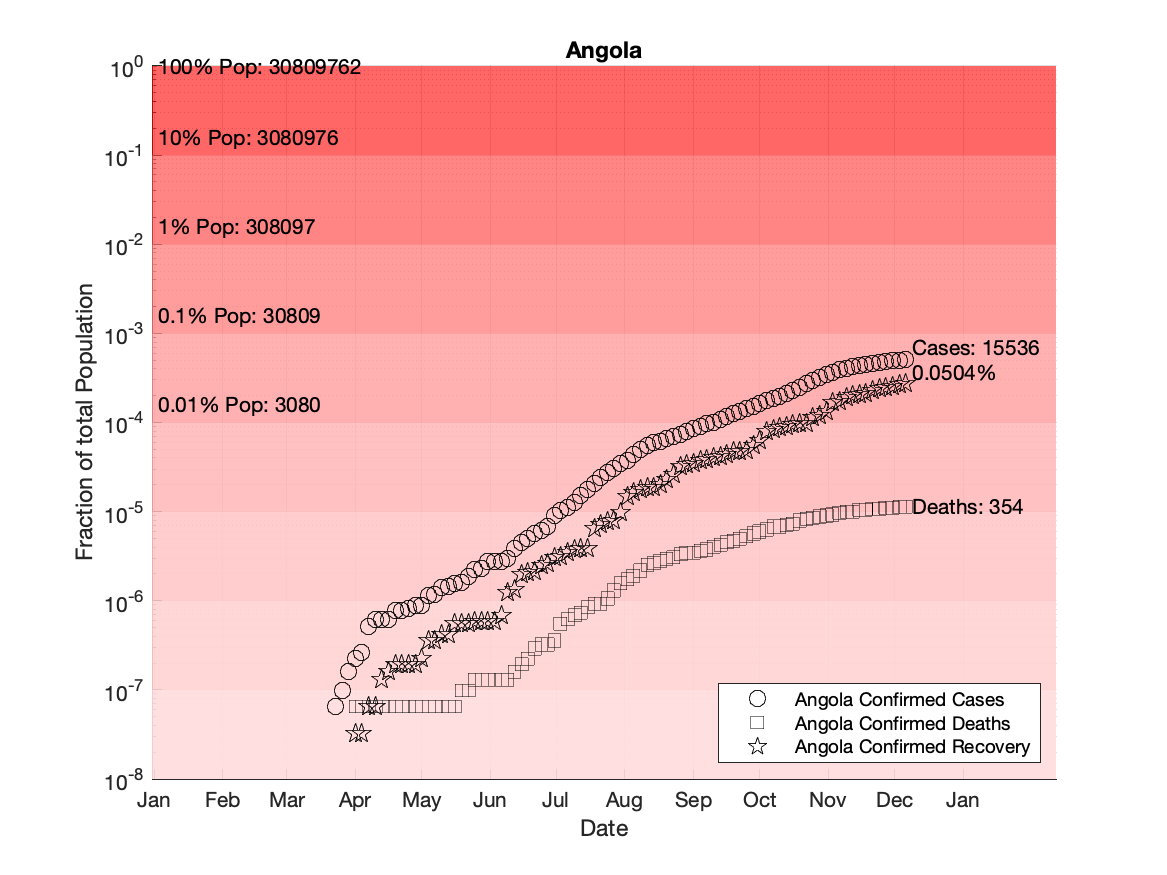 Angola
10^0
100% Pop: 30809762
10% Pop: 3080976
10^-1
1% Pop: 308097
10^-2
0.1% Pop: 30809
10^-3
Cases: 15536
0.0504%
0.01% Pop: 3080
10^-4
Deaths: 354
10^-5
10^-6
10^-7
10^-8
Fraction of total Population
Angola Confirmed Cases
Angola Confirmed Deaths
Angola Confirmed Recovery
Jan Feb Mar Apr May Jun Jul Aug Sep Oct Nov Dec Jan
Date